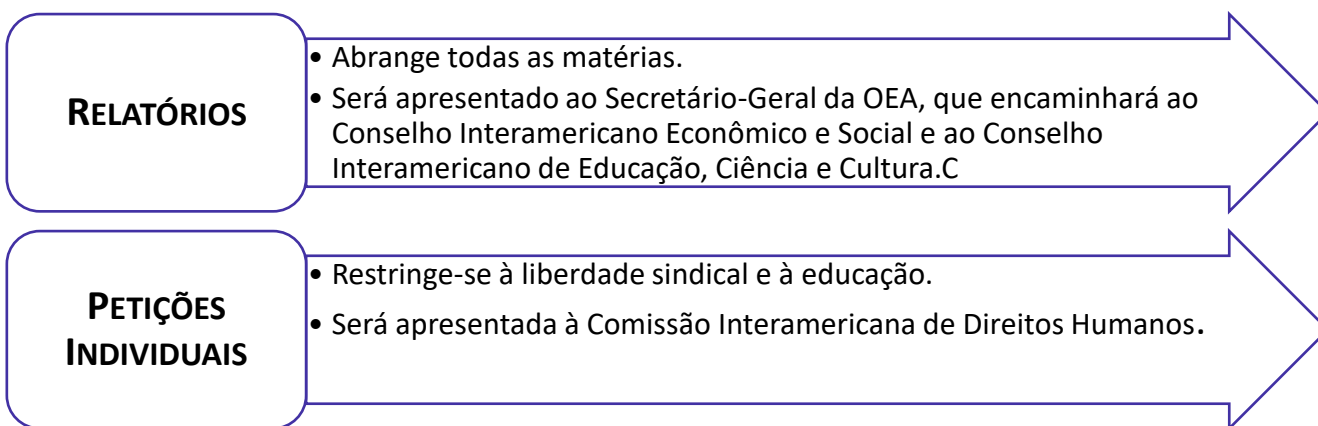 RELATÓRIOS
• Abrange todas as matérias.
• Será apresentado ao Secretário-Geral da OEA, que encaminhará ao
Conselho Interamericano Econômico e Social e ao Conselho
Interamericano de Educação, Ciência e Cultura.C
PETIÇÕES
INDIVIDUAIS
• Restringe-se à liberdade sindical e à educação.
• Será apresentada à Comissão Interamericana de Direitos Humanos.